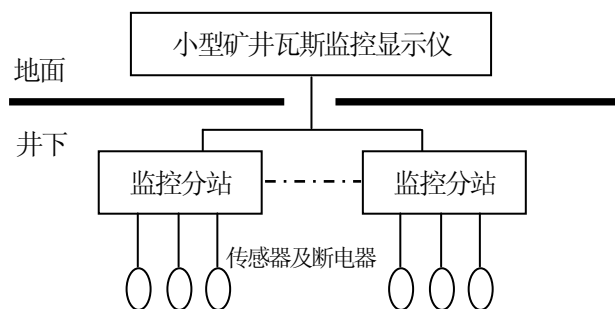 小型矿井瓦斯监控显示仪
地面
井下
监控分站
监控分站
传感器及断电器